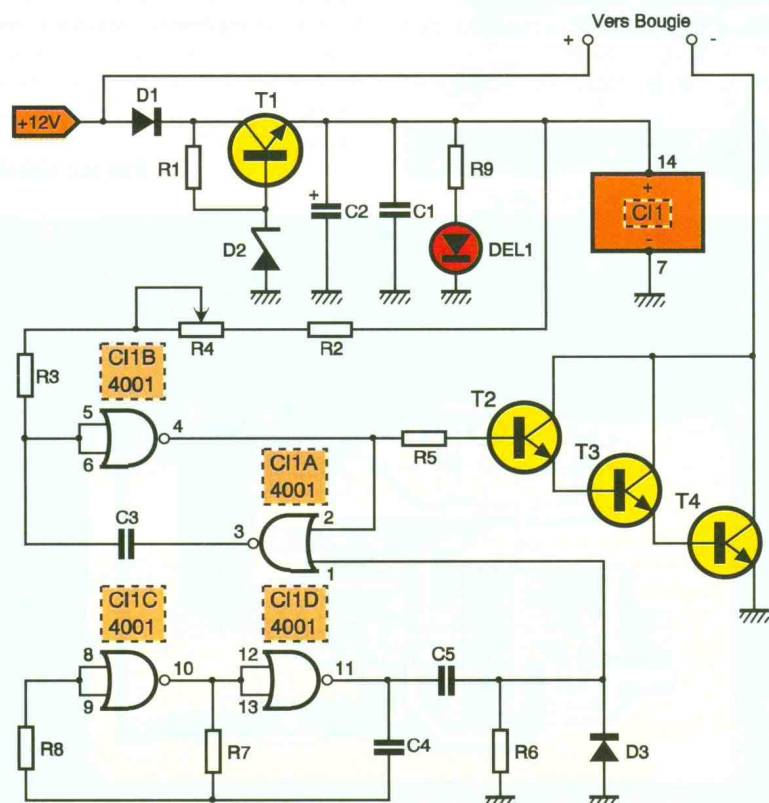 Vers Bougie
+ -
+12V
D1
T1
R1
D2
+
C2
C1
R9
DEL1
14
+
CI1
-
7
R3
R4
R2
CI1B
4001
5
6
4
R5
T2
T3
T4
CI1A
4001
C3
3
2
1
CI1C
4001
CI1D
4001
8
9
10
12
13
11
C5
R8
R7
C4
R6
D3